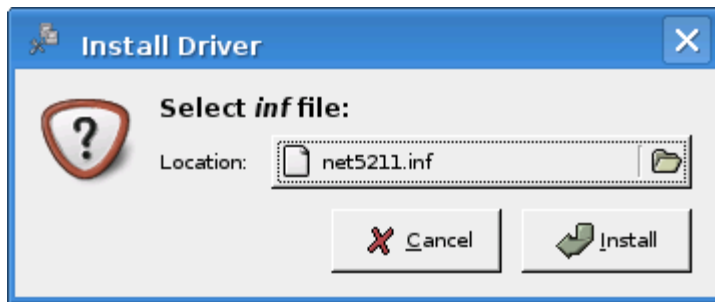 Install Driver
Select inf file:
Location: net5211.inf
Cancel Install